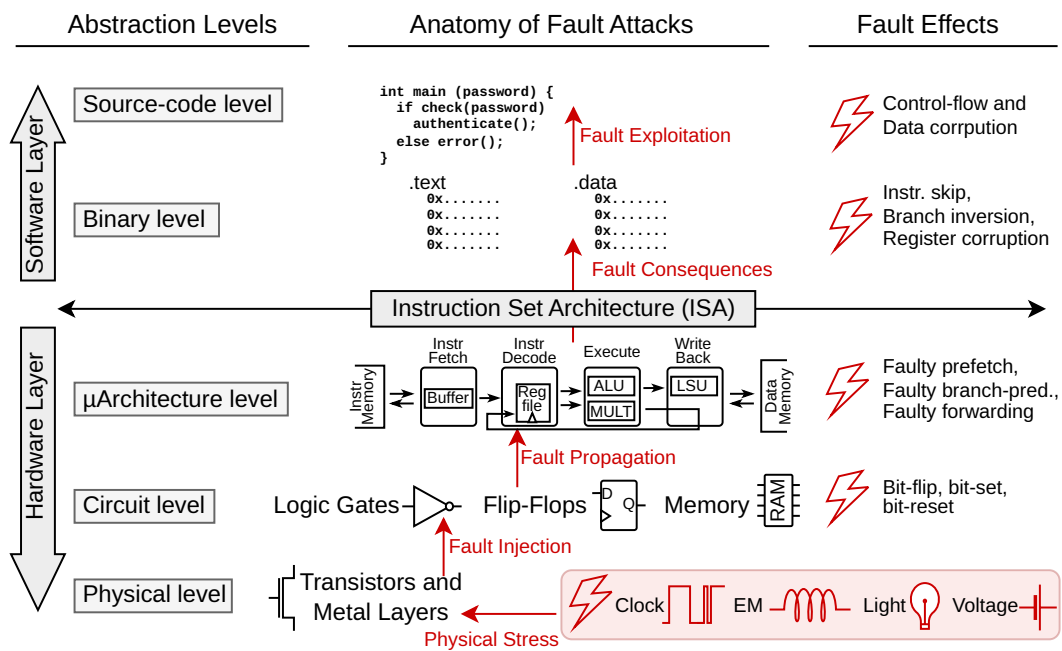 Abstraction Levels
Anatomy of Fault Attacks
Fault Effects
Software Layer
Source-code level
int main (password) {
if check(password)
authenticate();
else error();
}
Fault Exploitation
Control-flow and
Data corrpution
Binary level
.text
0x.......
0x.......
0x.......
0x.......
.data
0x.......
0x.......
0x.......
0x.......
Instr. skip,
Branch inversion,
Register corruption
Fault Consequences
Instruction Set Architecture (ISA)
Hardware Layer
µArchitecture level
Instr
Memory
Instr
Fetch
Buffer
Instr
Decode
Reg
file
Execute
ALU
MULT
Write
Back
LSU
Data
Memory
Faulty prefetch,
Faulty branch-pred.,
Faulty forwarding
Fault Propagation
Circuit level
Logic Gates
Flip-Flops
D
Q
Memory
RAM
Bit-flip, bit-set,
bit-reset
Fault Injection
Physical level
Transistors and
Metal Layers
Physical Stress
Clock
EM
Light
Voltage